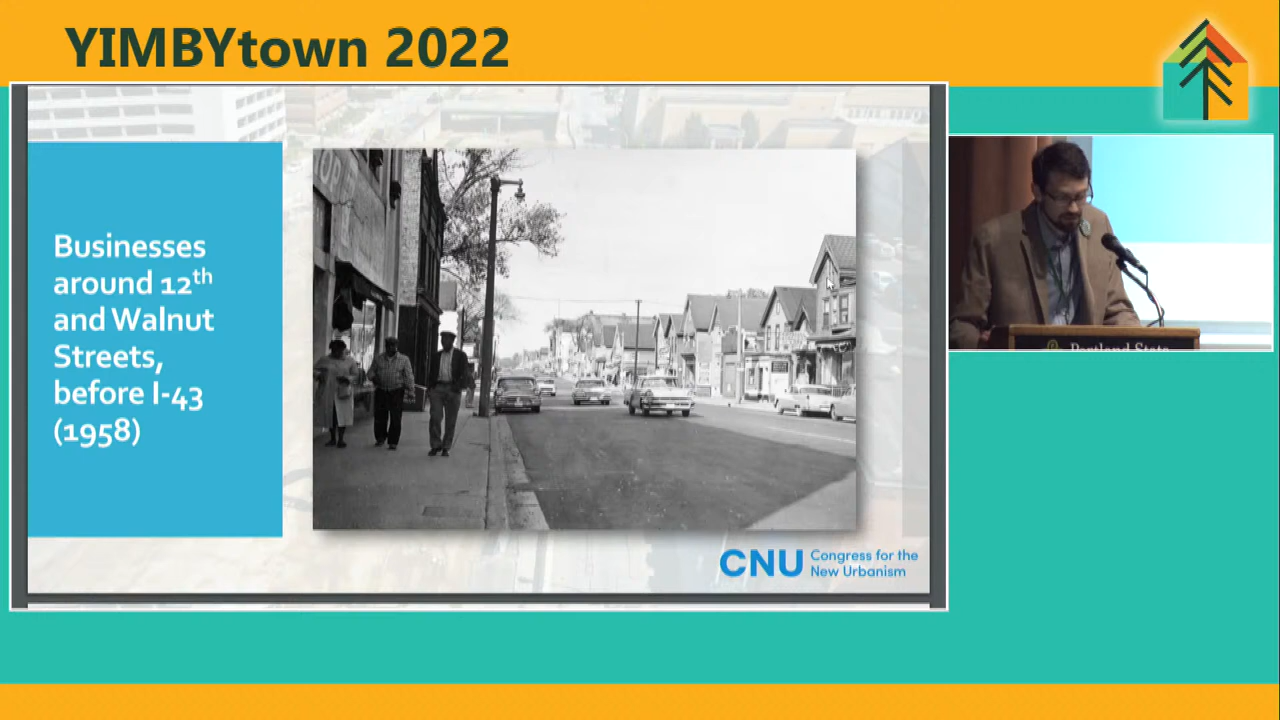 YIMBYtown 2022
Businesses
around 12th
and Walnut
Streets,
before I-43
(1958)
CNU Congress for the
New Urbanism
Portland State